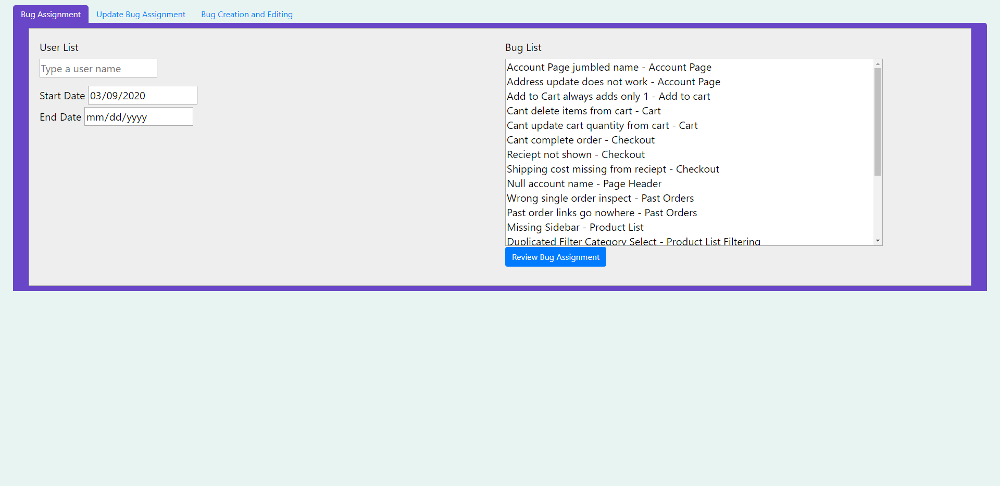 Bug Assignment Update Bug Assignment Bug Creation and Editing
User List
Type a user name
Start Date 03/09/2020
End Date mm/dd/yyyy
Bug List
Account Page jumbled name - Account Page
Address update does not work - Account Page
Add to Cart always adds only 1 - Add to cart
Cant delete items from cart - Cart
Cant update cart quantity from cart - Cart
Cant complete order - Checkout
Reciept not shown - Checkout
Shipping cost missing from reciept - Checkout
Null account name - Page Header
Wrong single order inspect - Past Orders
Past order links go nowhere - Past Orders
Missing Sidebar - Product List
Duplicated Filter Category Select - Product List Filtering
Review Bug Assignment